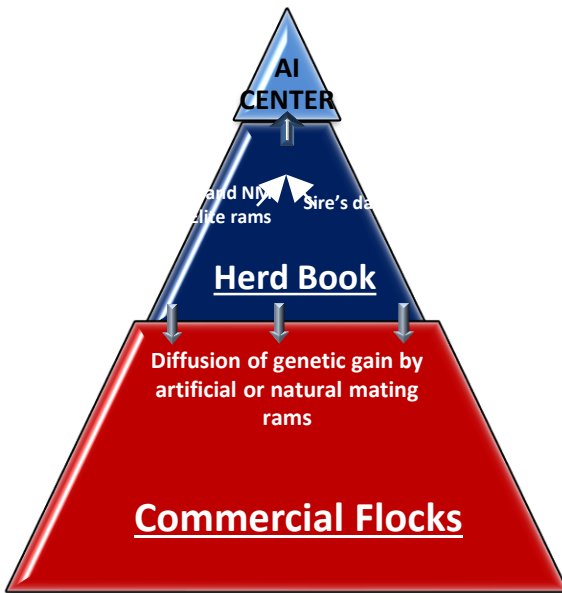 AI
CENTER
and NM
Elite rams
Sire's da
Herd Book
Diffusion of genetic gain by
artificial or natural mating
rams
Commercial Flocks